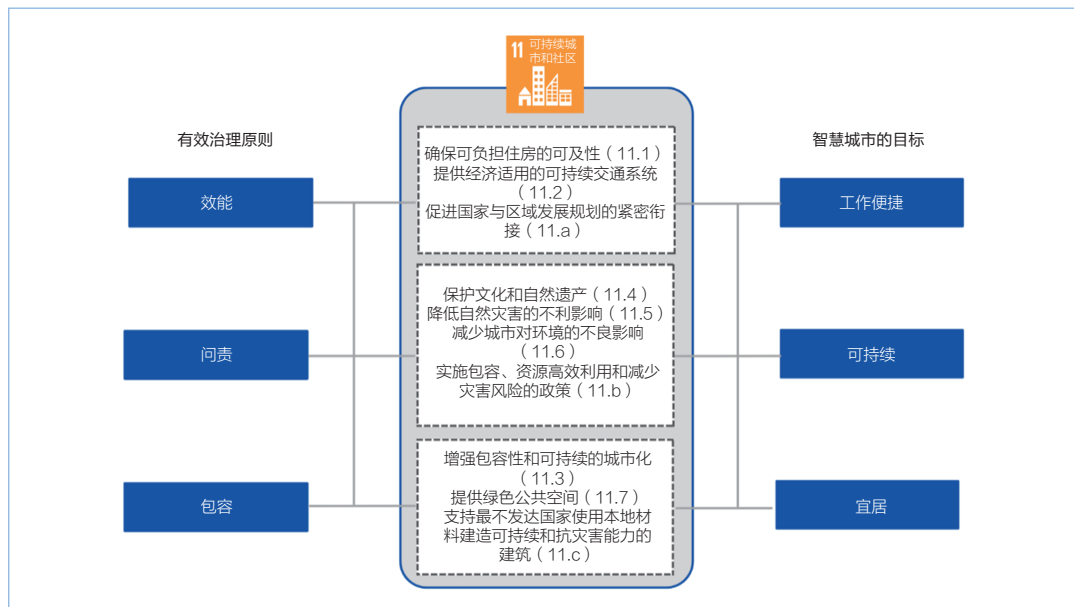 11 可持续城
市和社区
有效治理原则
智慧城市的目标
效能
问责
包容
确保可负担住房的可及性（11.1）
提供经济适用的可持续交通系统
（11.2）
促进国家与区域发展规划的紧密衔
接（11.a）
保护文化和自然遗产（11.4）
降低自然灾害的不利影响（11.5）
减少城市对环境的不良影响
（11.6）
实施包容、资源高效利用和减少
灾害风险的政策（11.b）
增强包容性和可持续的城市化
（11.3）
提供绿色公共空间（11.7）
支持最不发达国家使用本地材
料建造可持续和抗灾害能力的
建筑（11.c）
工作便捷
可持续
宜居